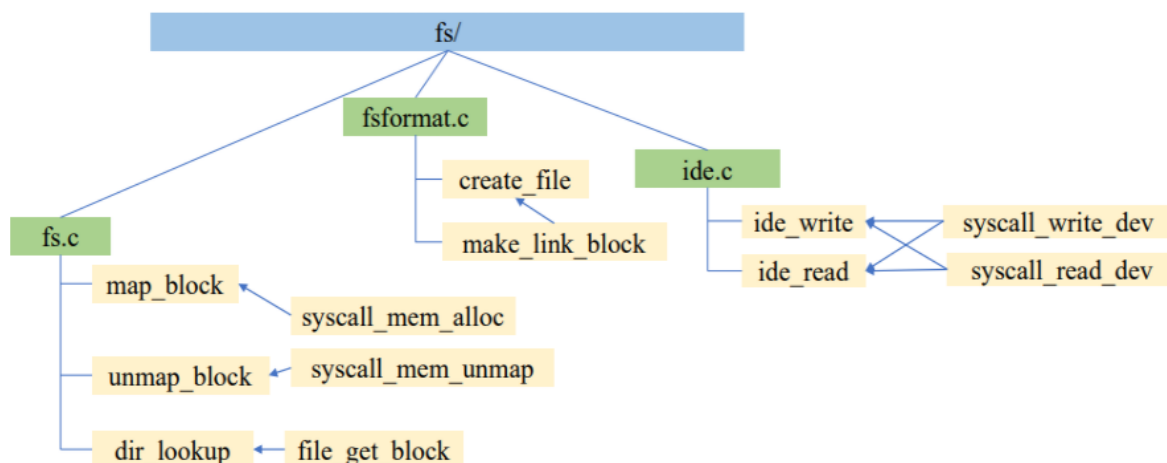 fs/
fsformat.c
create_file
make_link_block
ide.c
ide_write
syscall_write_dev
ide_read
syscall_read_dev
fs.c
map_block
syscall_mem_alloc
unmap_block
syscall_mem_unmap
dir_lookup
file_get_block